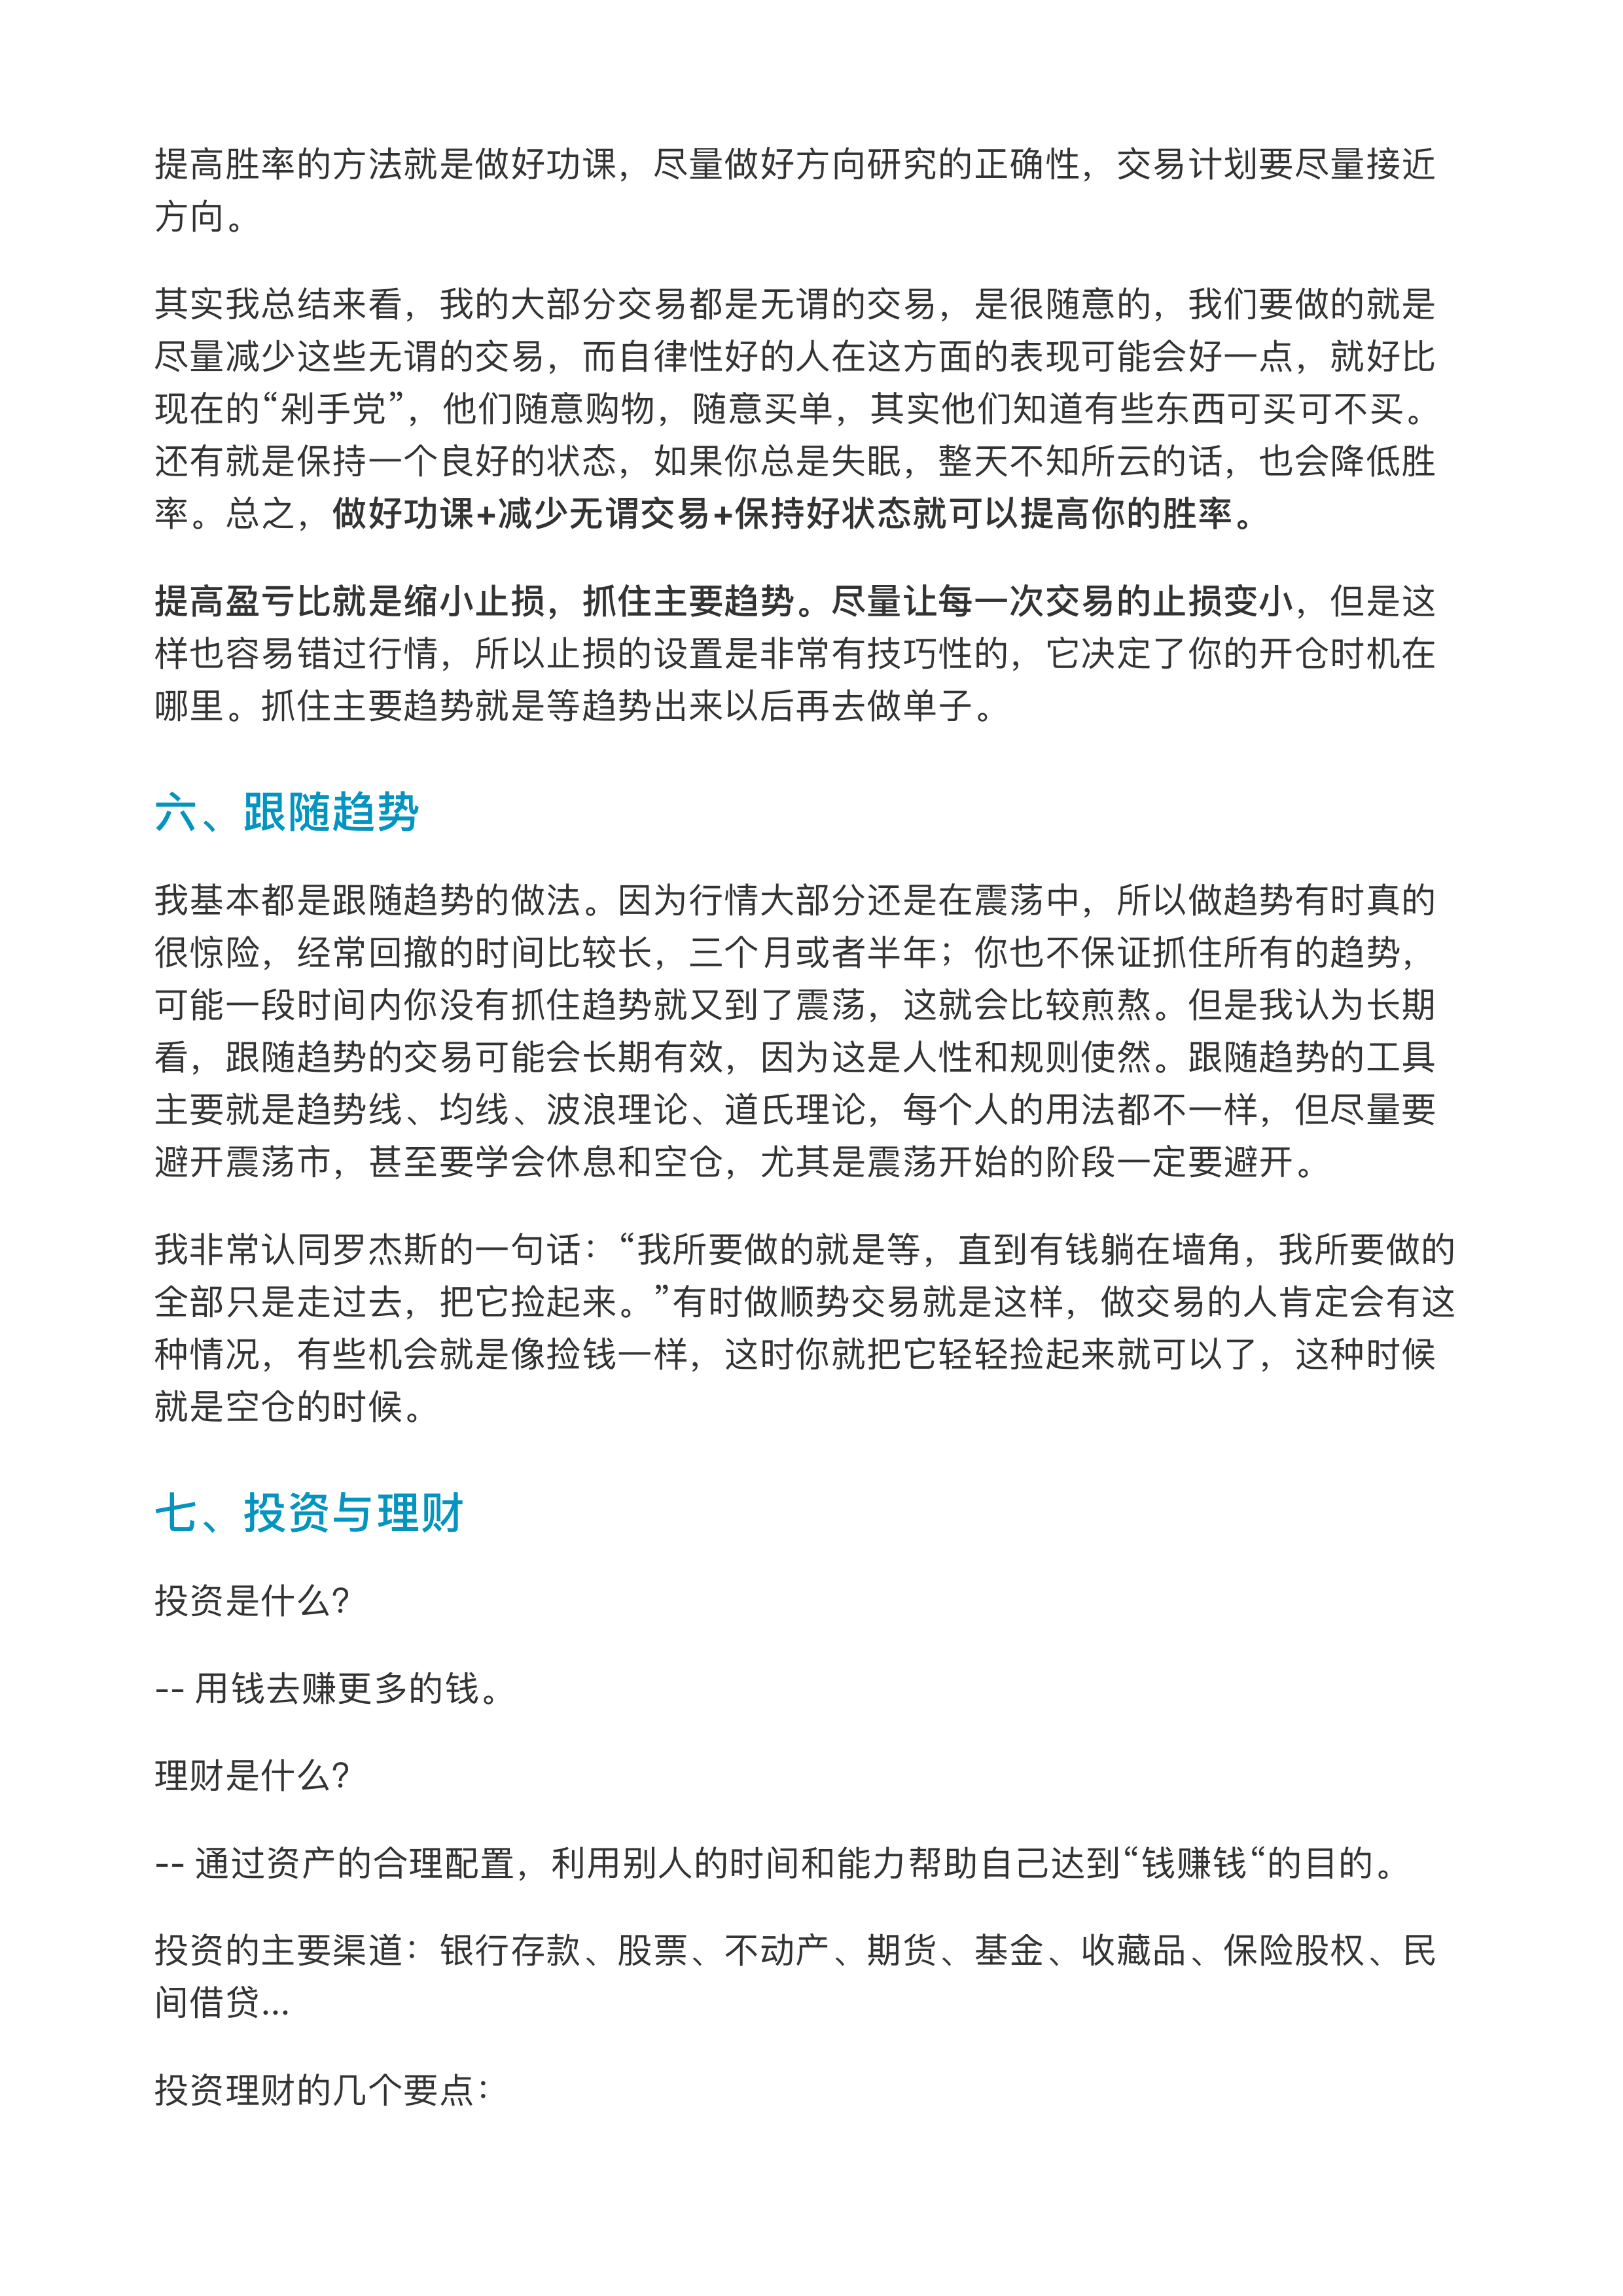 提高胜率的方法就是做好功课，尽量做好方向研究的正确性，交易计划要尽量接近
方向。
其实我总结来看，我的大部分交易都是无谓的交易，是很随意的，我们要做的就是
尽量减少这些无谓的交易，而自律性好的人在这方面的表现可能会好一点，就好比
现在的“剁手党”，他们随意购物，随意买单，其实他们知道有些东西可买可不买。
还有就是保持一个良好的状态，如果你总是失眠，整天不知所云的话，也会降低胜
率。总之，做好功课+减少无谓交易+保持好状态就可以提高你的胜率。
提高盈亏比就是缩小止损，抓住主要趋势。尽量让每一次交易的止损变小，但是这
样也容易错过行情，所以止损的设置是非常有技巧性的，它决定了你的开仓时机在
哪里。抓住主要趋势就是等趋势出来以后再去做单子。
六、跟随趋势
我基本都是跟随趋势的做法。因为行情大部分还是在震荡中，所以做趋势有时真的
很惊险，经常回撤的时间比较长，三个月或者半年；你也不保证抓住所有的趋势，
可能一段时间内你没有抓住趋势就又到了震荡，这就会比较煎熬。但是我认为长期
看，跟随趋势的交易可能会长期有效，因为这是人性和规则使然。跟随趋势的工具
主要就是趋势线、均线、波浪理论、道氏理论，每个人的用法都不一样，但尽量要
避开震荡市，甚至要学会休息和空仓，尤其是震荡开始的阶段一定要避开。
我非常认同罗杰斯的一句话：“我所要做的就是等，直到有钱躺在墙角，我所要做的
全部只是走过去，把它捡起来。”有时做顺势交易就是这样，做交易的人肯定会有这
种情况，有些机会就是像捡钱一样，这时你就把它轻轻捡起来就可以了，这种时候
就是空仓的时候。
七、投资与理财
投资是什么？
-- 用钱去赚更多的钱。
理财是什么？
-- 通过资产的合理配置，利用别人的时间和能力帮助自己达到“钱赚钱“的目的。
投资的主要渠道：银行存款、股票、不动产、期货、基金、收藏品、保险股权、民
间借贷...
投资理财的几个要点：